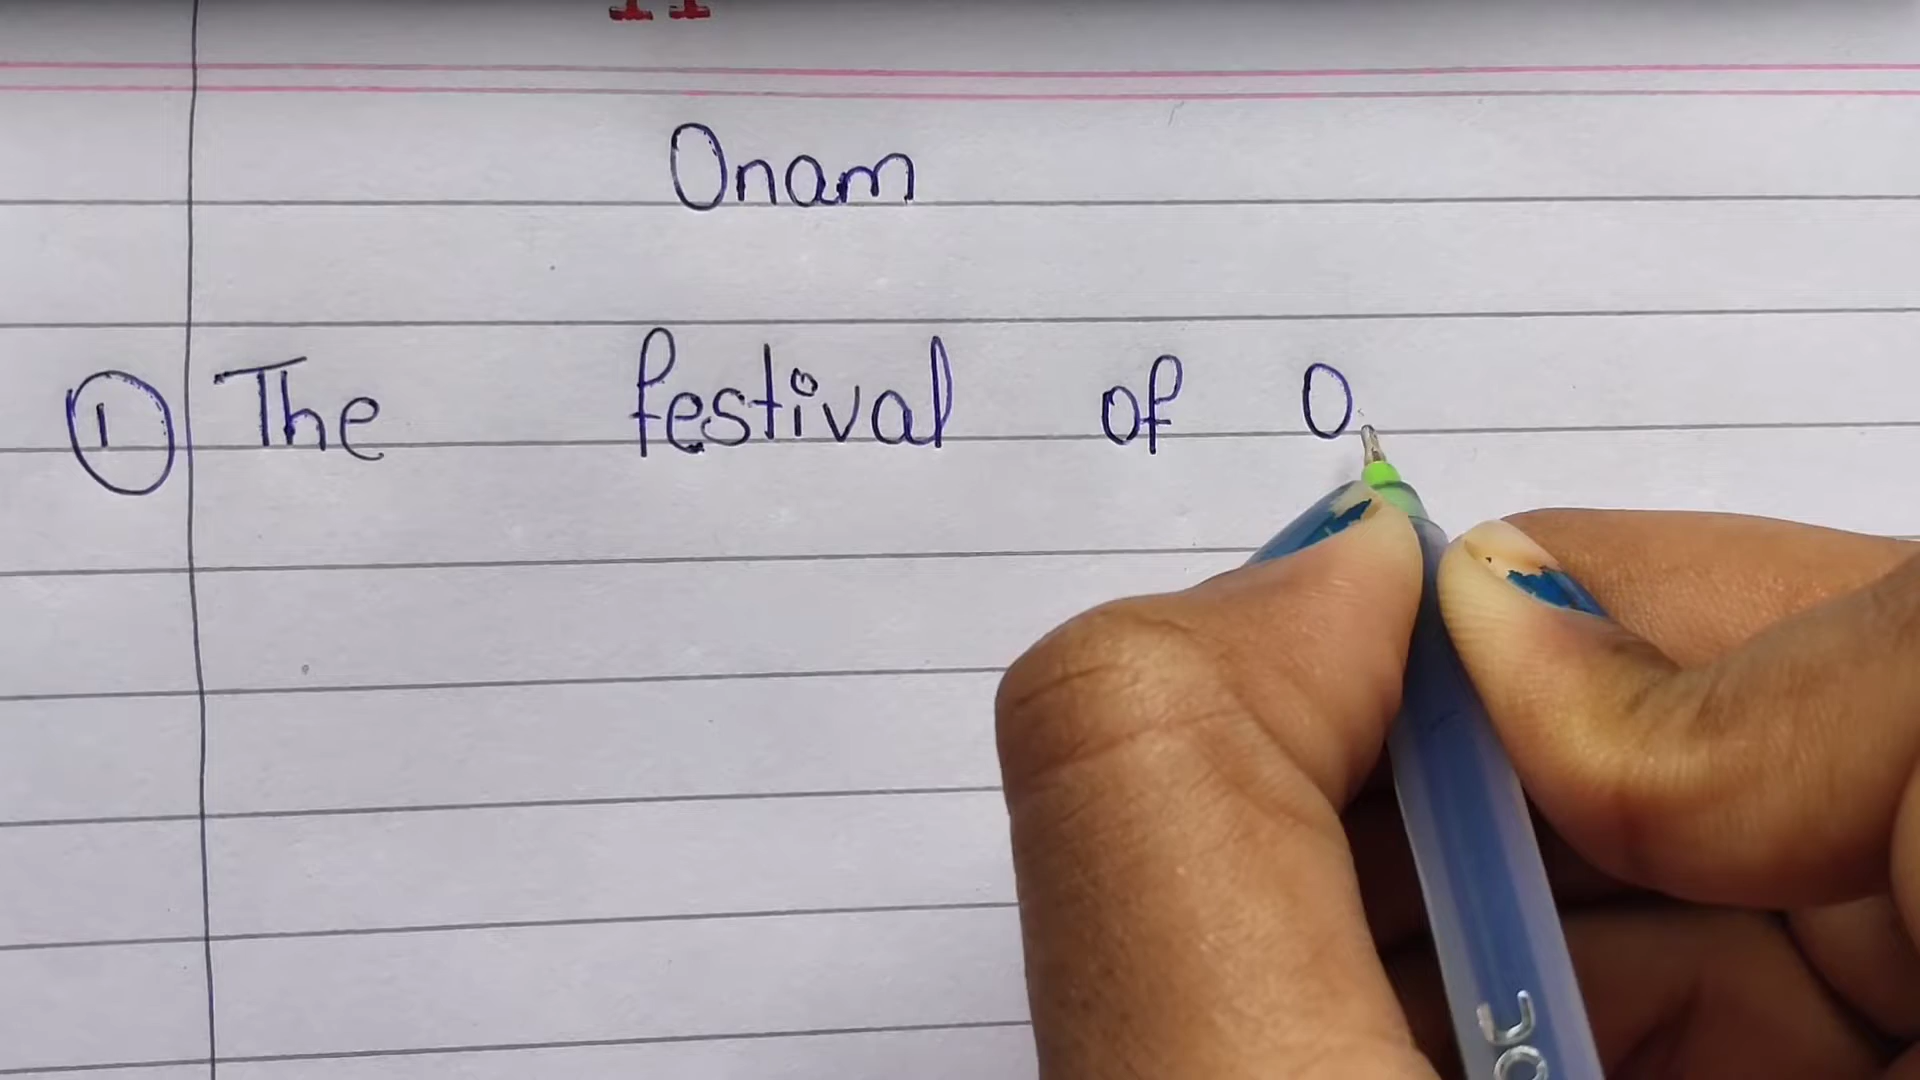 Onam
① The festival of O